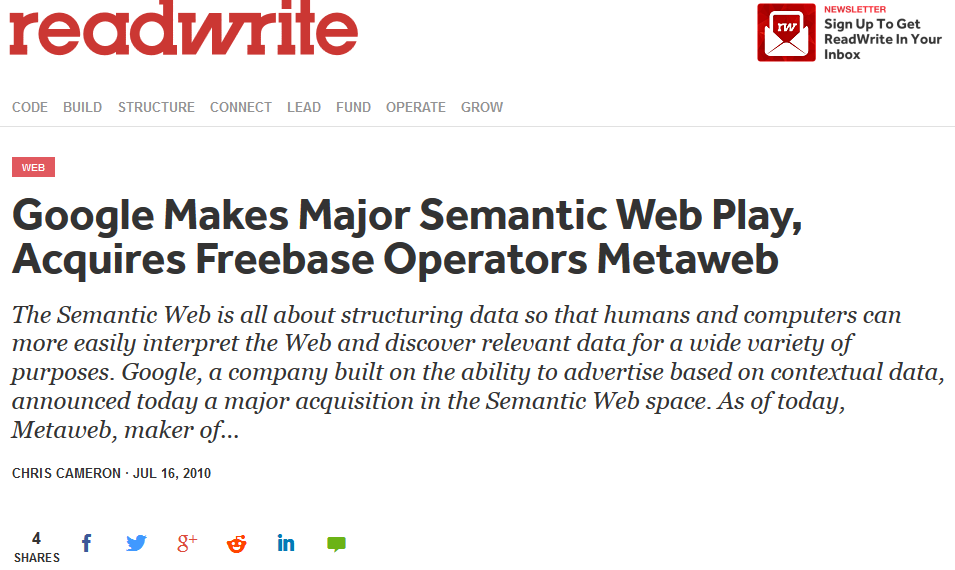 readwrite
rw
NEWSLETTER
Sign Up To Get
ReadWrite In Your
Inbox
CODE BUILD STRUCTURE CONNECT LEAD FUND OPERATE GROW
WEB
Google Makes Major Semantic Web Play,
Acquires Freebase Operators Metaweb
The Semantic Web is all about structuring data so that humans and computers can
more easily interpret the Web and discover relevant data for a wide variety of
purposes. Google, a company built on the ability to advertise based on contextual data,
announced today a major acquisition in the Semantic Web space. As of today,
Metaweb, maker of...
CHRIS CAMERON · JUL 16, 2010
4
SHARES
f
g+
in